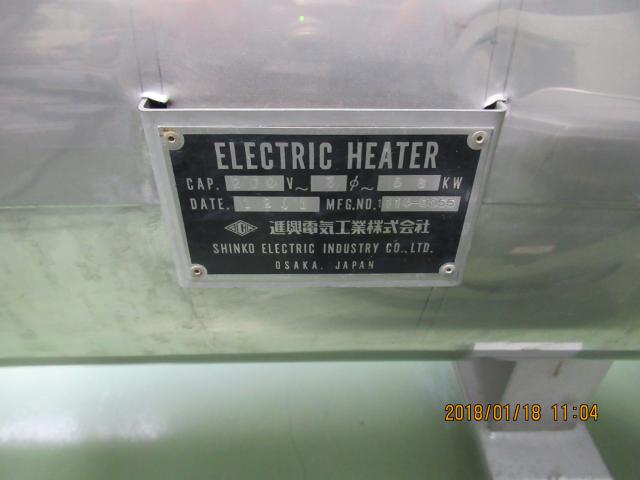 ELECTRIC HEATER
CAP. V~ 3 φ~ KW
DATE. MFG.NO.
進興電気工業株式会社
SHINKO ELECTRIC INDUSTRY CO.,LTD.
OSAKA, JAPAN
2018/01/18 11:04